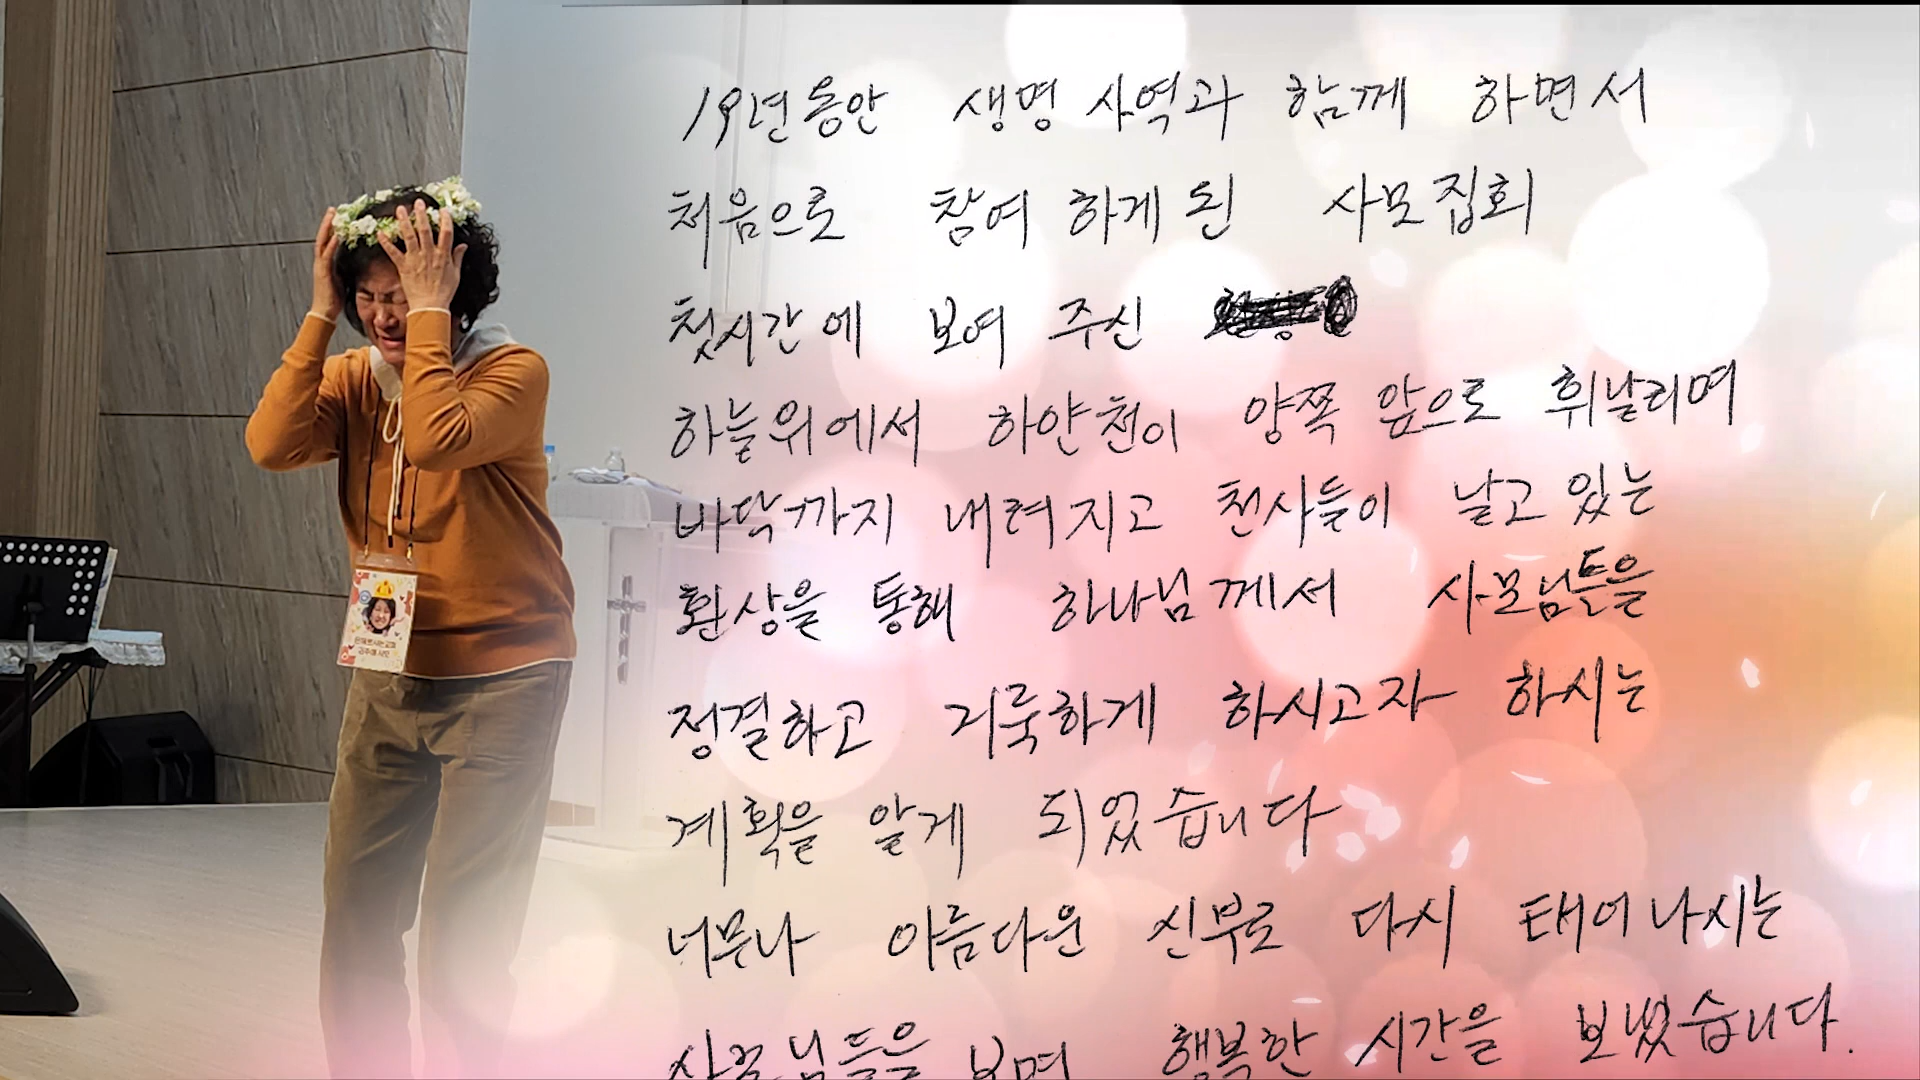 19년동안 생명 사역과 함께 하면서
처음으로 참여하게 된 사모집회
첫시간에 보여 주신
하늘위에서 하얀천이 양쪽 앞으로 휘날리며
바닥까지 내려지고 천사들이 날고 있는
환상을 통해 하나님께서 사모님들을
정결하고 거룩하게 하시고자 하시는
계획을 알게 되었습니다
너무나 아름다운 신부로 다시 태어나시는
사모님들을 보며 행복한 시간을 보냈습니다.